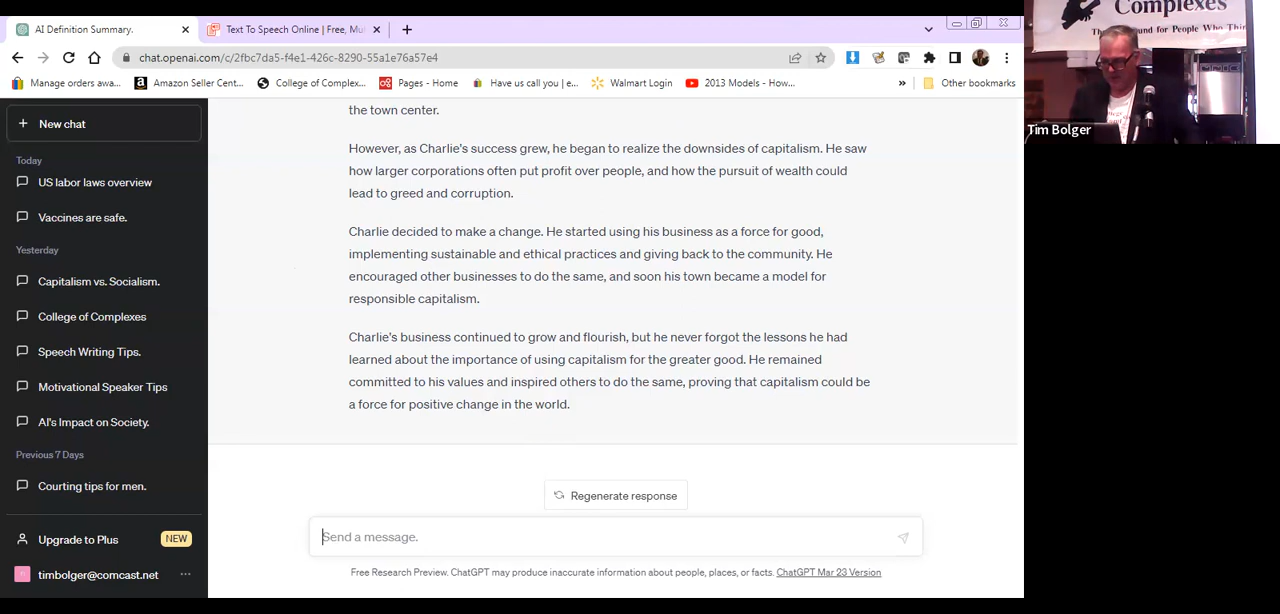 AI Definition Summary.
Text To Speech Online | Free, Mu
chat.openai.com/c/2fbc7da5-f4e1-426c-8290-55a1e76a57e4
Manage orders awa...
Amazon Seller Cent...
College of Complex...
Pages - Home
Have us call you | e...
Walmart Login
2013 Models - How...
»
Other bookmarks
+ New chat
Today
US labor laws overview
Vaccines are safe.
Yesterday
Capitalism vs. Socialism.
College of Complexes
Speech Writing Tips.
Motivational Speaker Tips
AI's Impact on Society.
Previous 7 Days
Courting tips for men.
Upgrade to Plus NEW
timbolger@comcast.net ...
the town center.
However, as Charlie's success grew, he began to realize the downsides of capitalism. He saw
how larger corporations often put profit over people, and how the pursuit of wealth could
lead to greed and corruption.
Charlie decided to make a change. He started using his business as a force for good,
implementing sustainable and ethical practices and giving back to the community. He
encouraged other businesses to do the same, and soon his town became a model for
responsible capitalism.
Charlie's business continued to grow and flourish, but he never forgot the lessons he had
learned about the importance of using capitalism for the greater good. He remained
committed to his values and inspired others to do the same, proving that capitalism could be
a force for positive change in the world.
Regenerate response
Send a message.
Free Research Preview. ChatGPT may produce inaccurate information about people, places, or facts. ChatGPT Mar 23 Version
Complexes
und for People Who Thin
Tim Bolger